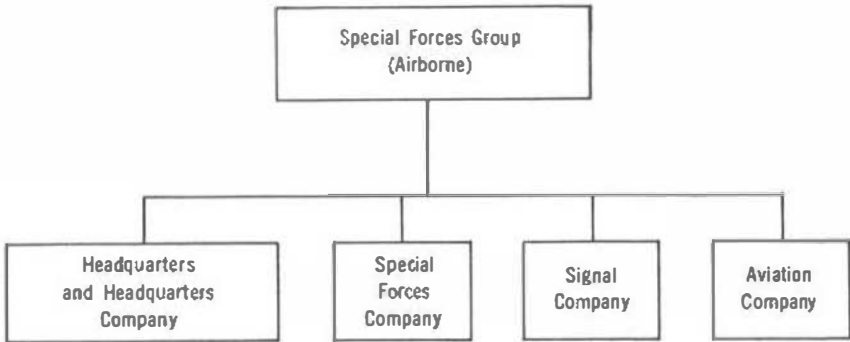 Special Forces Group
(Airborne)
Headquarters
and Headquarters
Company
Special
Forces
Company
Signal
Company
Aviation
Company